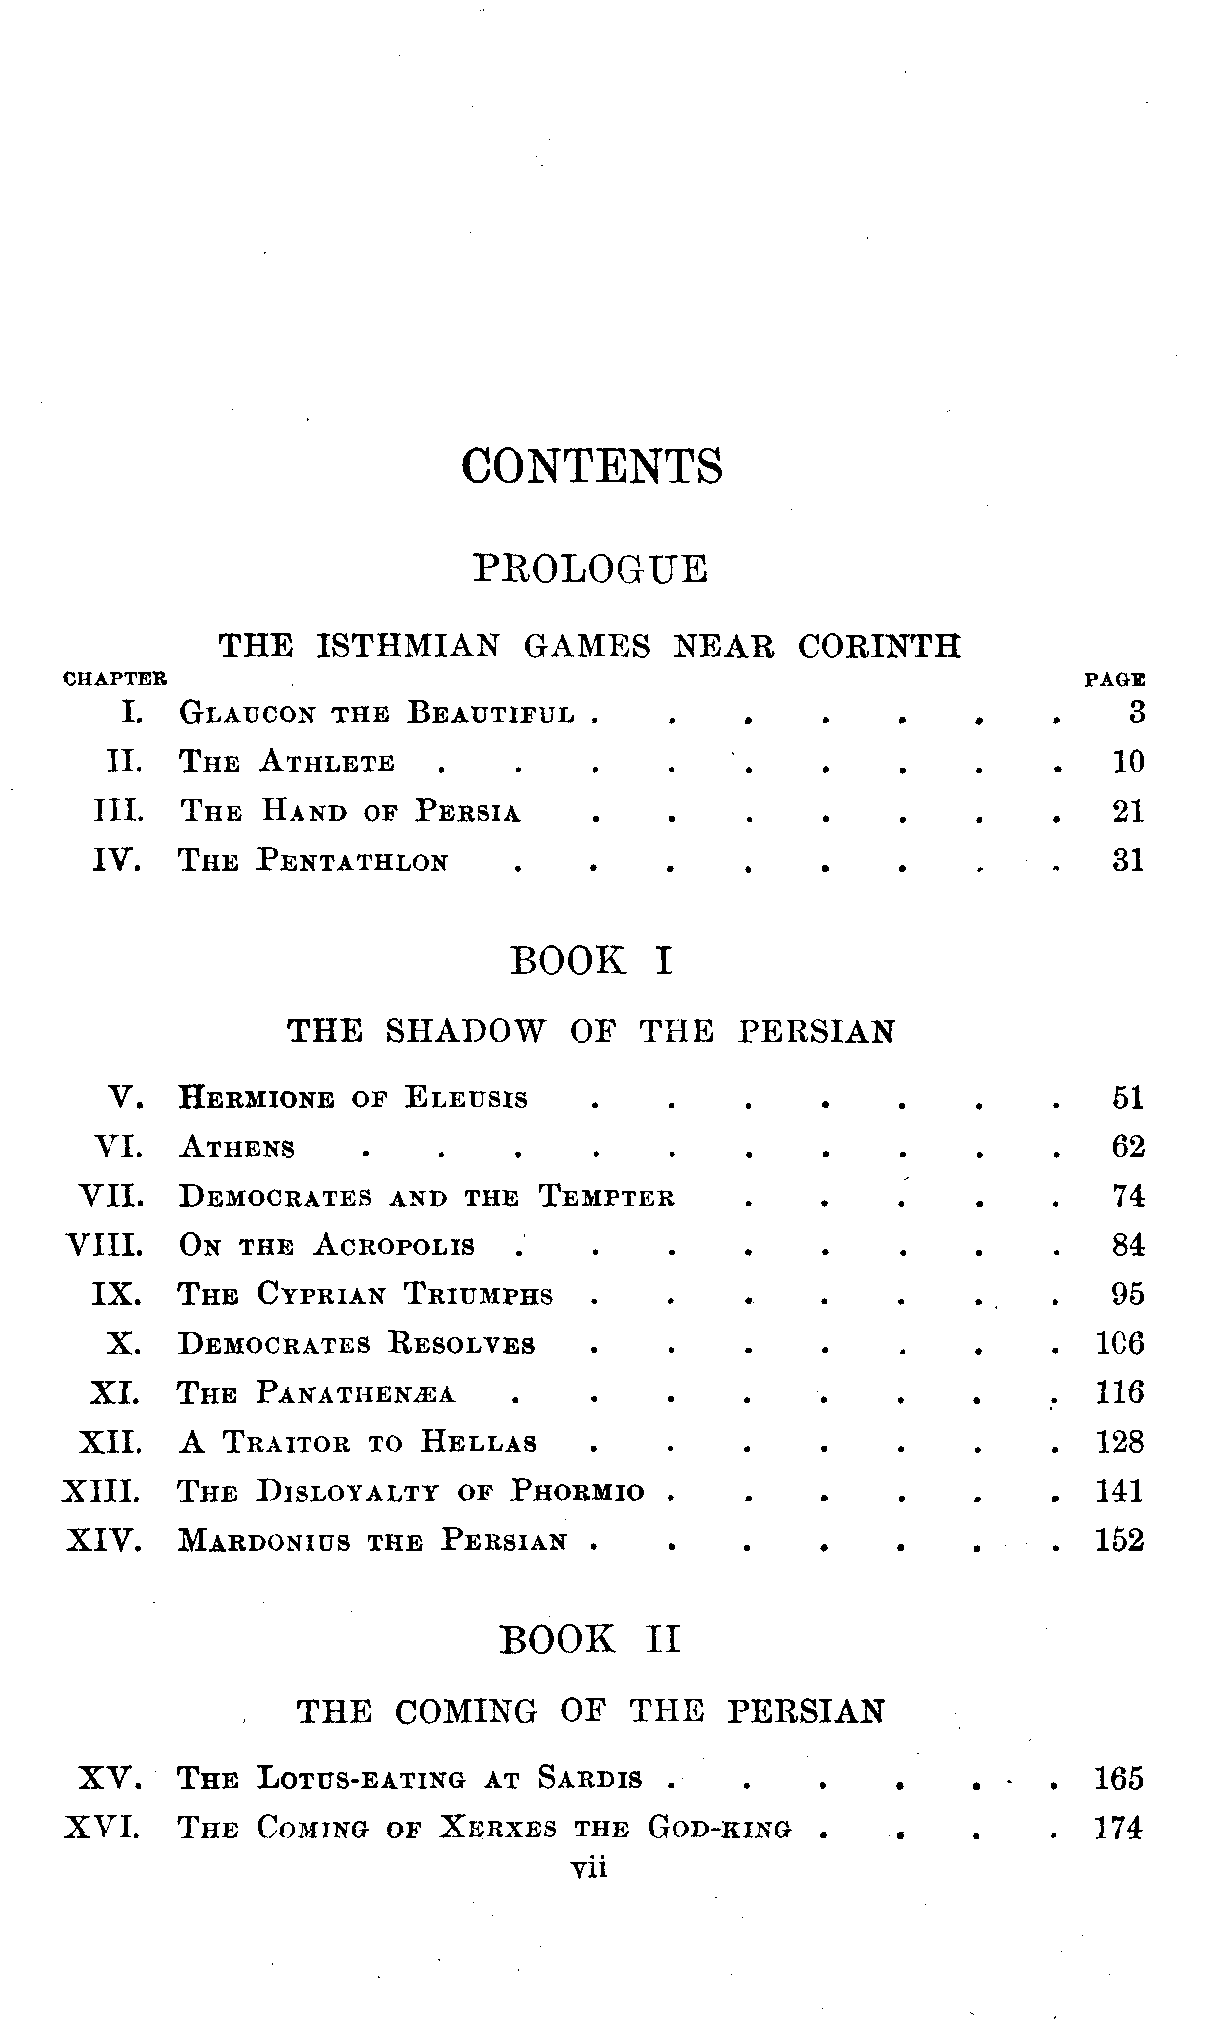 CONTENTS
PROLOGUE
THE ISTHMIAN GAMES NEAR CORINTH
CHAPTER PAGE
I. GLAUCON THE BEAUTIFUL . . . . . . . 3
II. THE ATHLETE . . . . . . . . . 10
III. THE HAND OF PERSIA . . . . . . . 21
IV. THE PENTATHLON . . . . . . . . 31
BOOK I
THE SHADOW OF THE PERSIAN
V. HERMIONE OF ELEUSIS . . . . . . . 51
VI. ATHENS . . . . . . . . . . 62
VII. DEMOCRATES AND THE TEMPTER . . . . . 74
VIII. ON THE ACROPOLIS . . . . . . . . 84
IX. THE CYPRIAN TRIUMPHS . . . . . . . 95
X. DEMOCRATES RESOLVES . . . . . . . 106
XI. THE PANATHENÆA . . . . . . . . 116
XII. A TRAITOR TO HELLAS . . . . . . . 128
XIII. THE DISLOYALTY OF PHORMIO . . . . . . 141
XIV. MARDONIUS THE PERSIAN . . . . . . . 152
BOOK II
THE COMING OF THE PERSIAN
XV. THE LOTUS-EATING AT SARDIS . . . . . . 165
XVI. THE COMING OF XERXES THE GOD-KING . . . . 174
vii